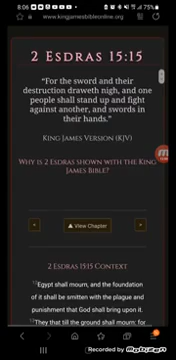 8:06
75%
www.kingjamesbibleonline.org
2 Esdras 15:15
“For the sword and their
destruction draweth nigh, and one
people shall stand up and fight
against another, and swords in
their hands.”
King James Version (KJV)
Why is 2 Esdras shown with the King
James Bible?
View Chapter
2 Esdras 15:15 Context
Egypt shall mourn, and the foundation
of it shall be smitten with the plague and
punishment that God shall bring upon it.
They that till the ground shall mourn: for
Recorded by